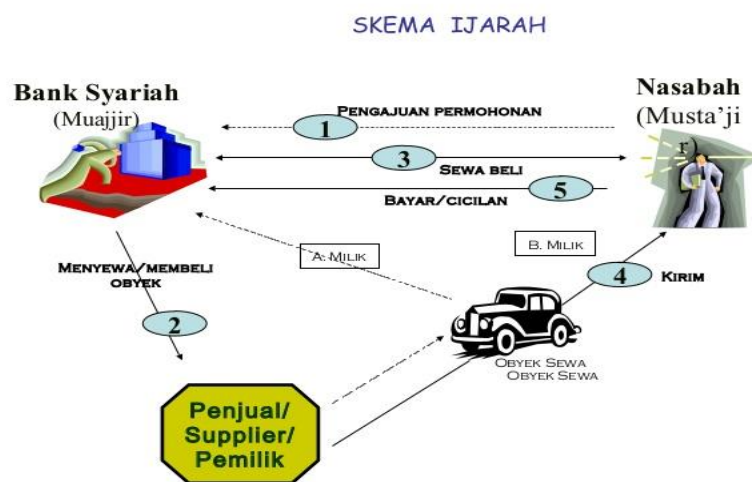 SKEMA IJARAH
Bank Syariah
(Muajjir)
Nasabah
(Musta'ji
r)
PENGAJUAN PERMOHONAN
1
3
SEWA BELI
5
BAYAR/CICILAN
A. MILIK
B. MILIK
MENYEWA/MEMBELI
OBYEK
2
4
KIRIM
OBYEK SEWA
OBYEK SEWA
Penjual/
Supplier/
Pemilik